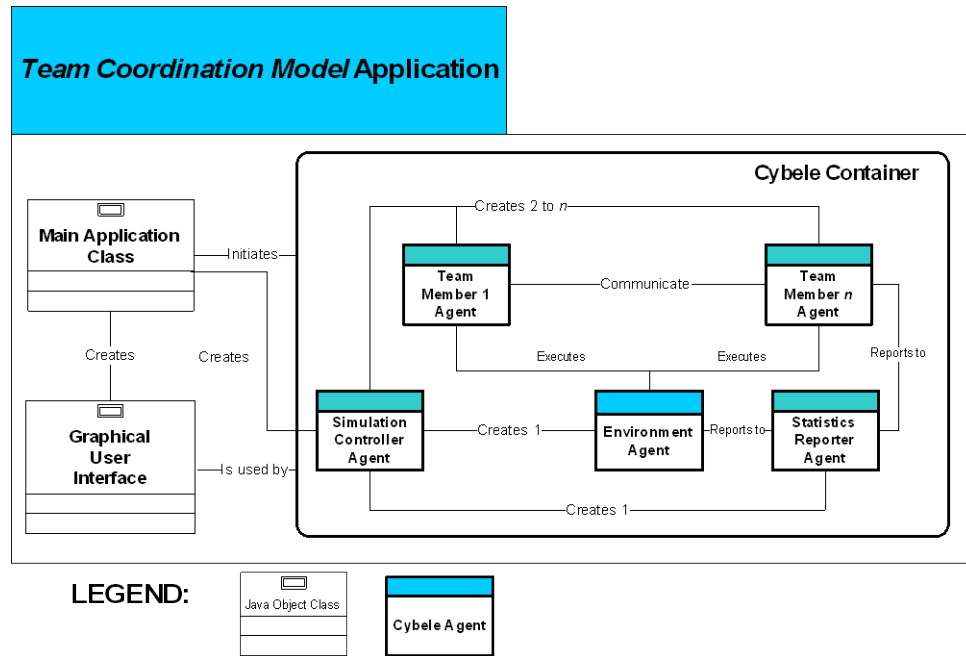 Team Coordination Model Application
Cybele Container
Creates 2 to n
Main Application
Class
Initiates
Team
Member 1
Agent
Communicate
Team
Member n
Agent
Creates
Creates
Executes
Executes
Reports to
Graphical
User
Interface
Is used by
Simulation
Controller
Agent
Creates 1
Environment
Agent
Reports to
Statistics
Reporter
Agent
Creates 1
LEGEND:
Java Object Class
Cybele Agent